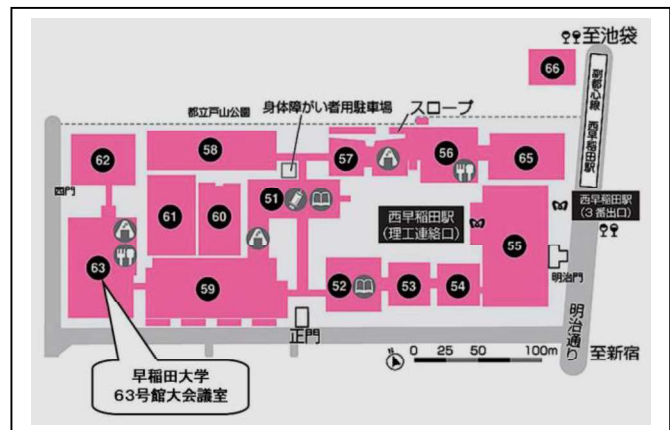 至池袋
副都心線 西早稲田駅
66
都立戸山公園
身体障がい者用駐車場
スロープ
62
58
57
56
65
西門
51
61
60
西早稲田駅
(理工連絡口)
西早稲田駅
(3番出口)
55
63
59
52
53
54
明治門
正門
明治通り
N
0 25 50 100m
至新宿
早稲田大学
63号館大会議室